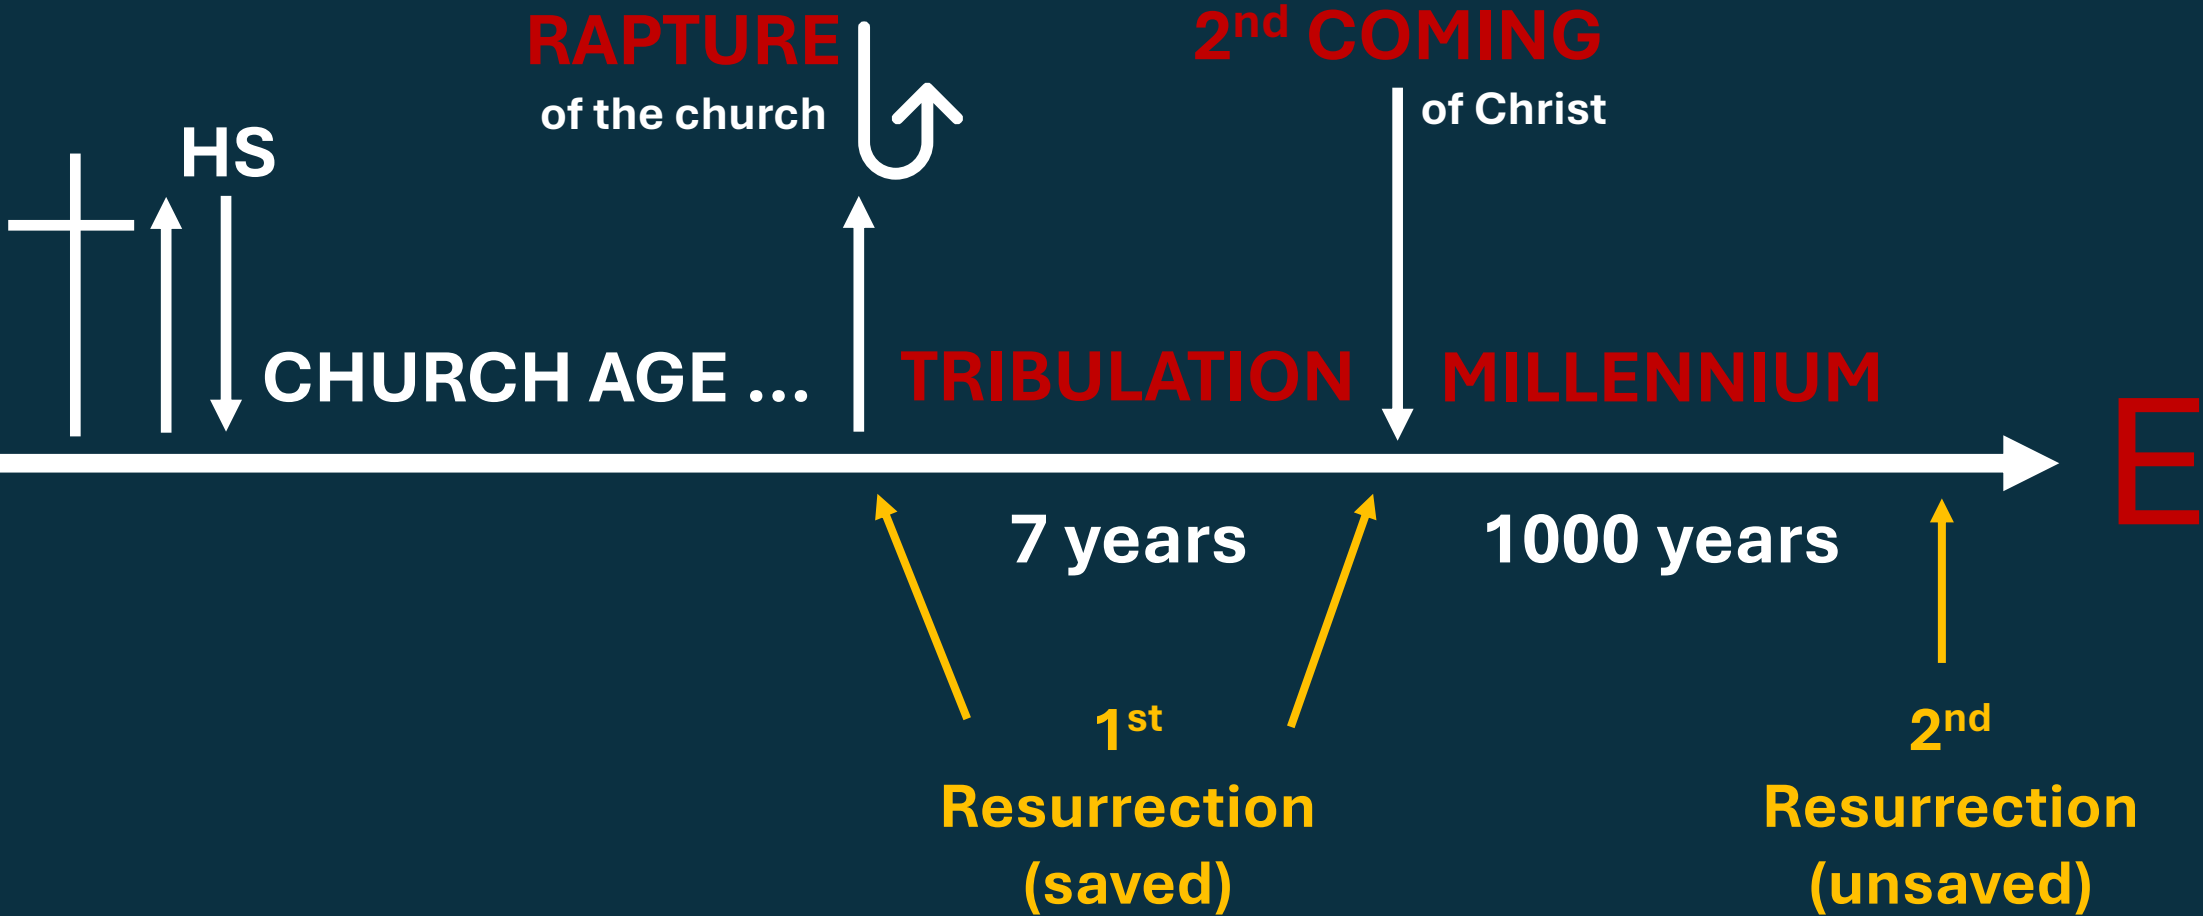 RAPTURE
of the church
2nd COMING
of Christ
HS
CHURCH AGE ...
TRIBULATION
MILLENNIUM
E
7 years
1000 years
1st
Resurrection
(saved)
2nd
Resurrection
(unsaved)